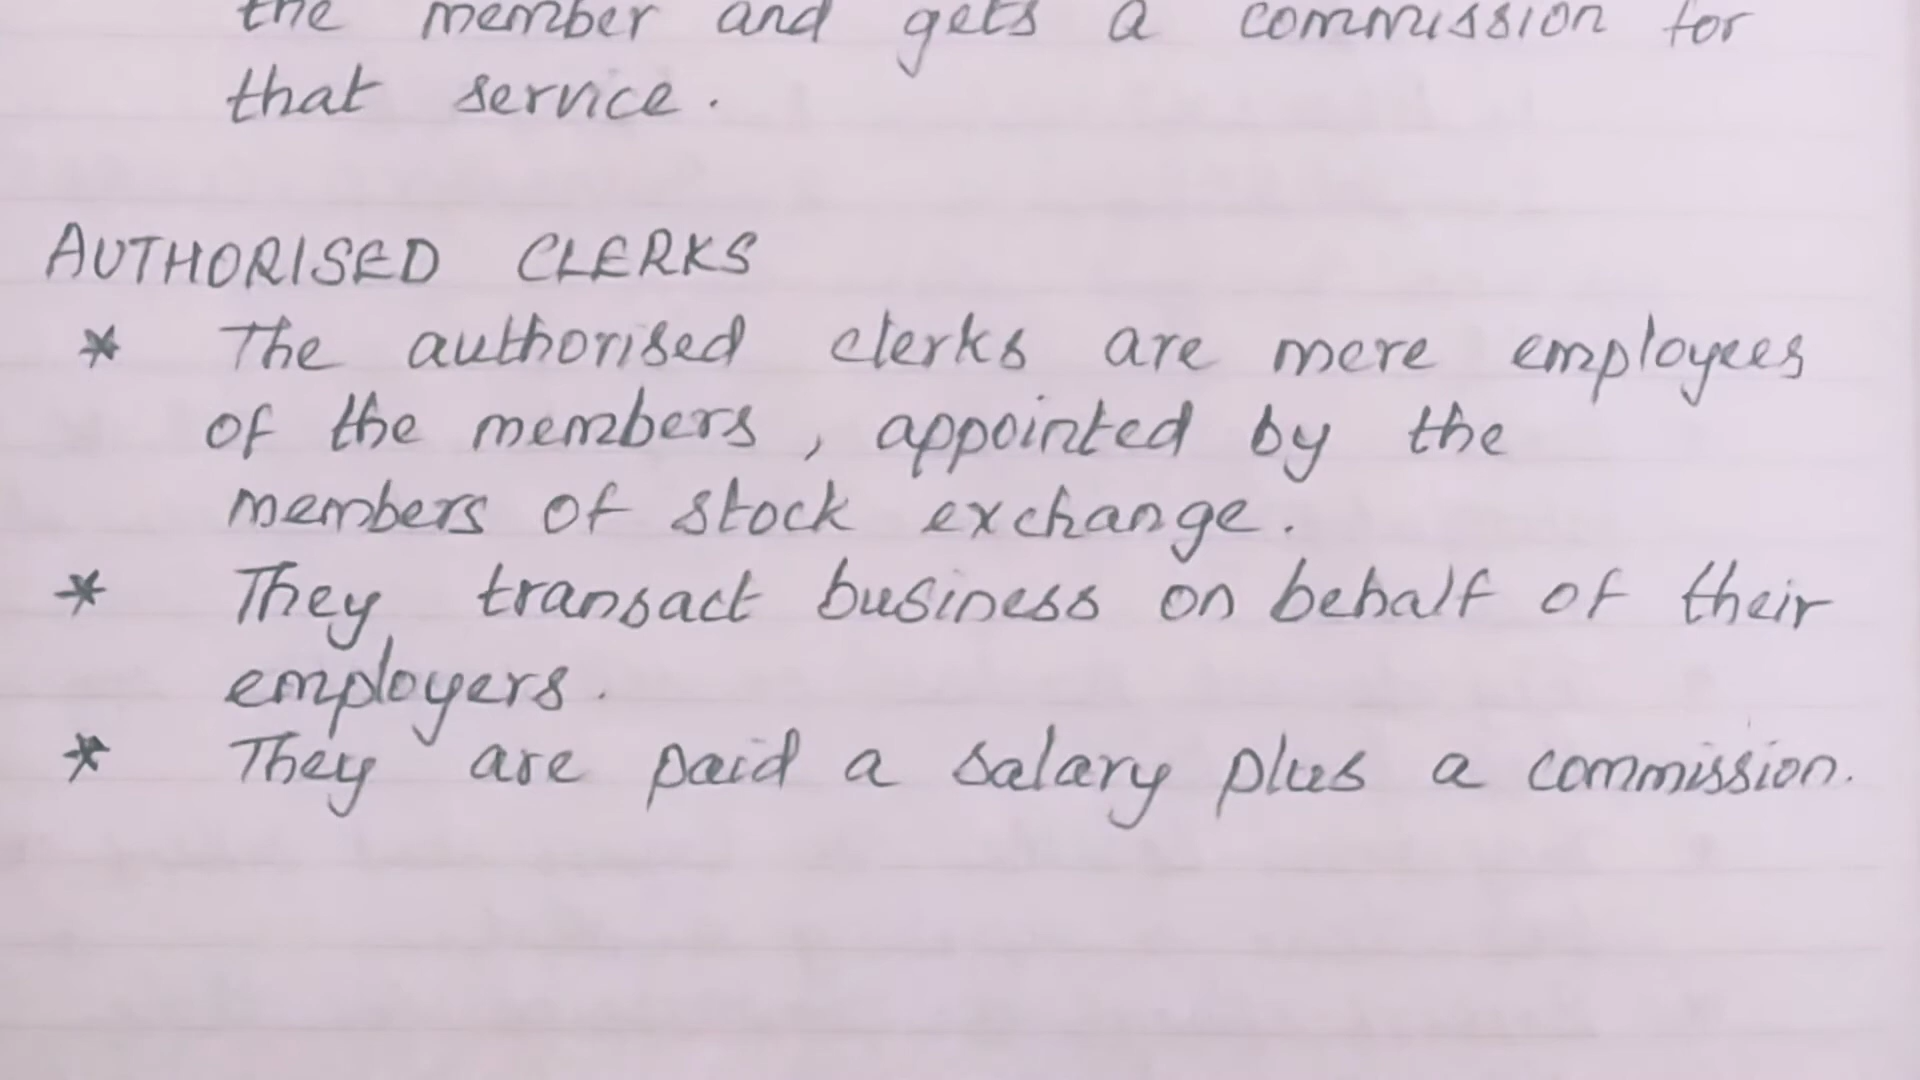 the member and gets a commission for
that service.
AUTHORISED CLERKS
* The authorised clerks are mere employees
of the members, appointed by the
members of stock exchange.
* They transact business on behalf of their
employers.
* They are paid a salary plus a commission.